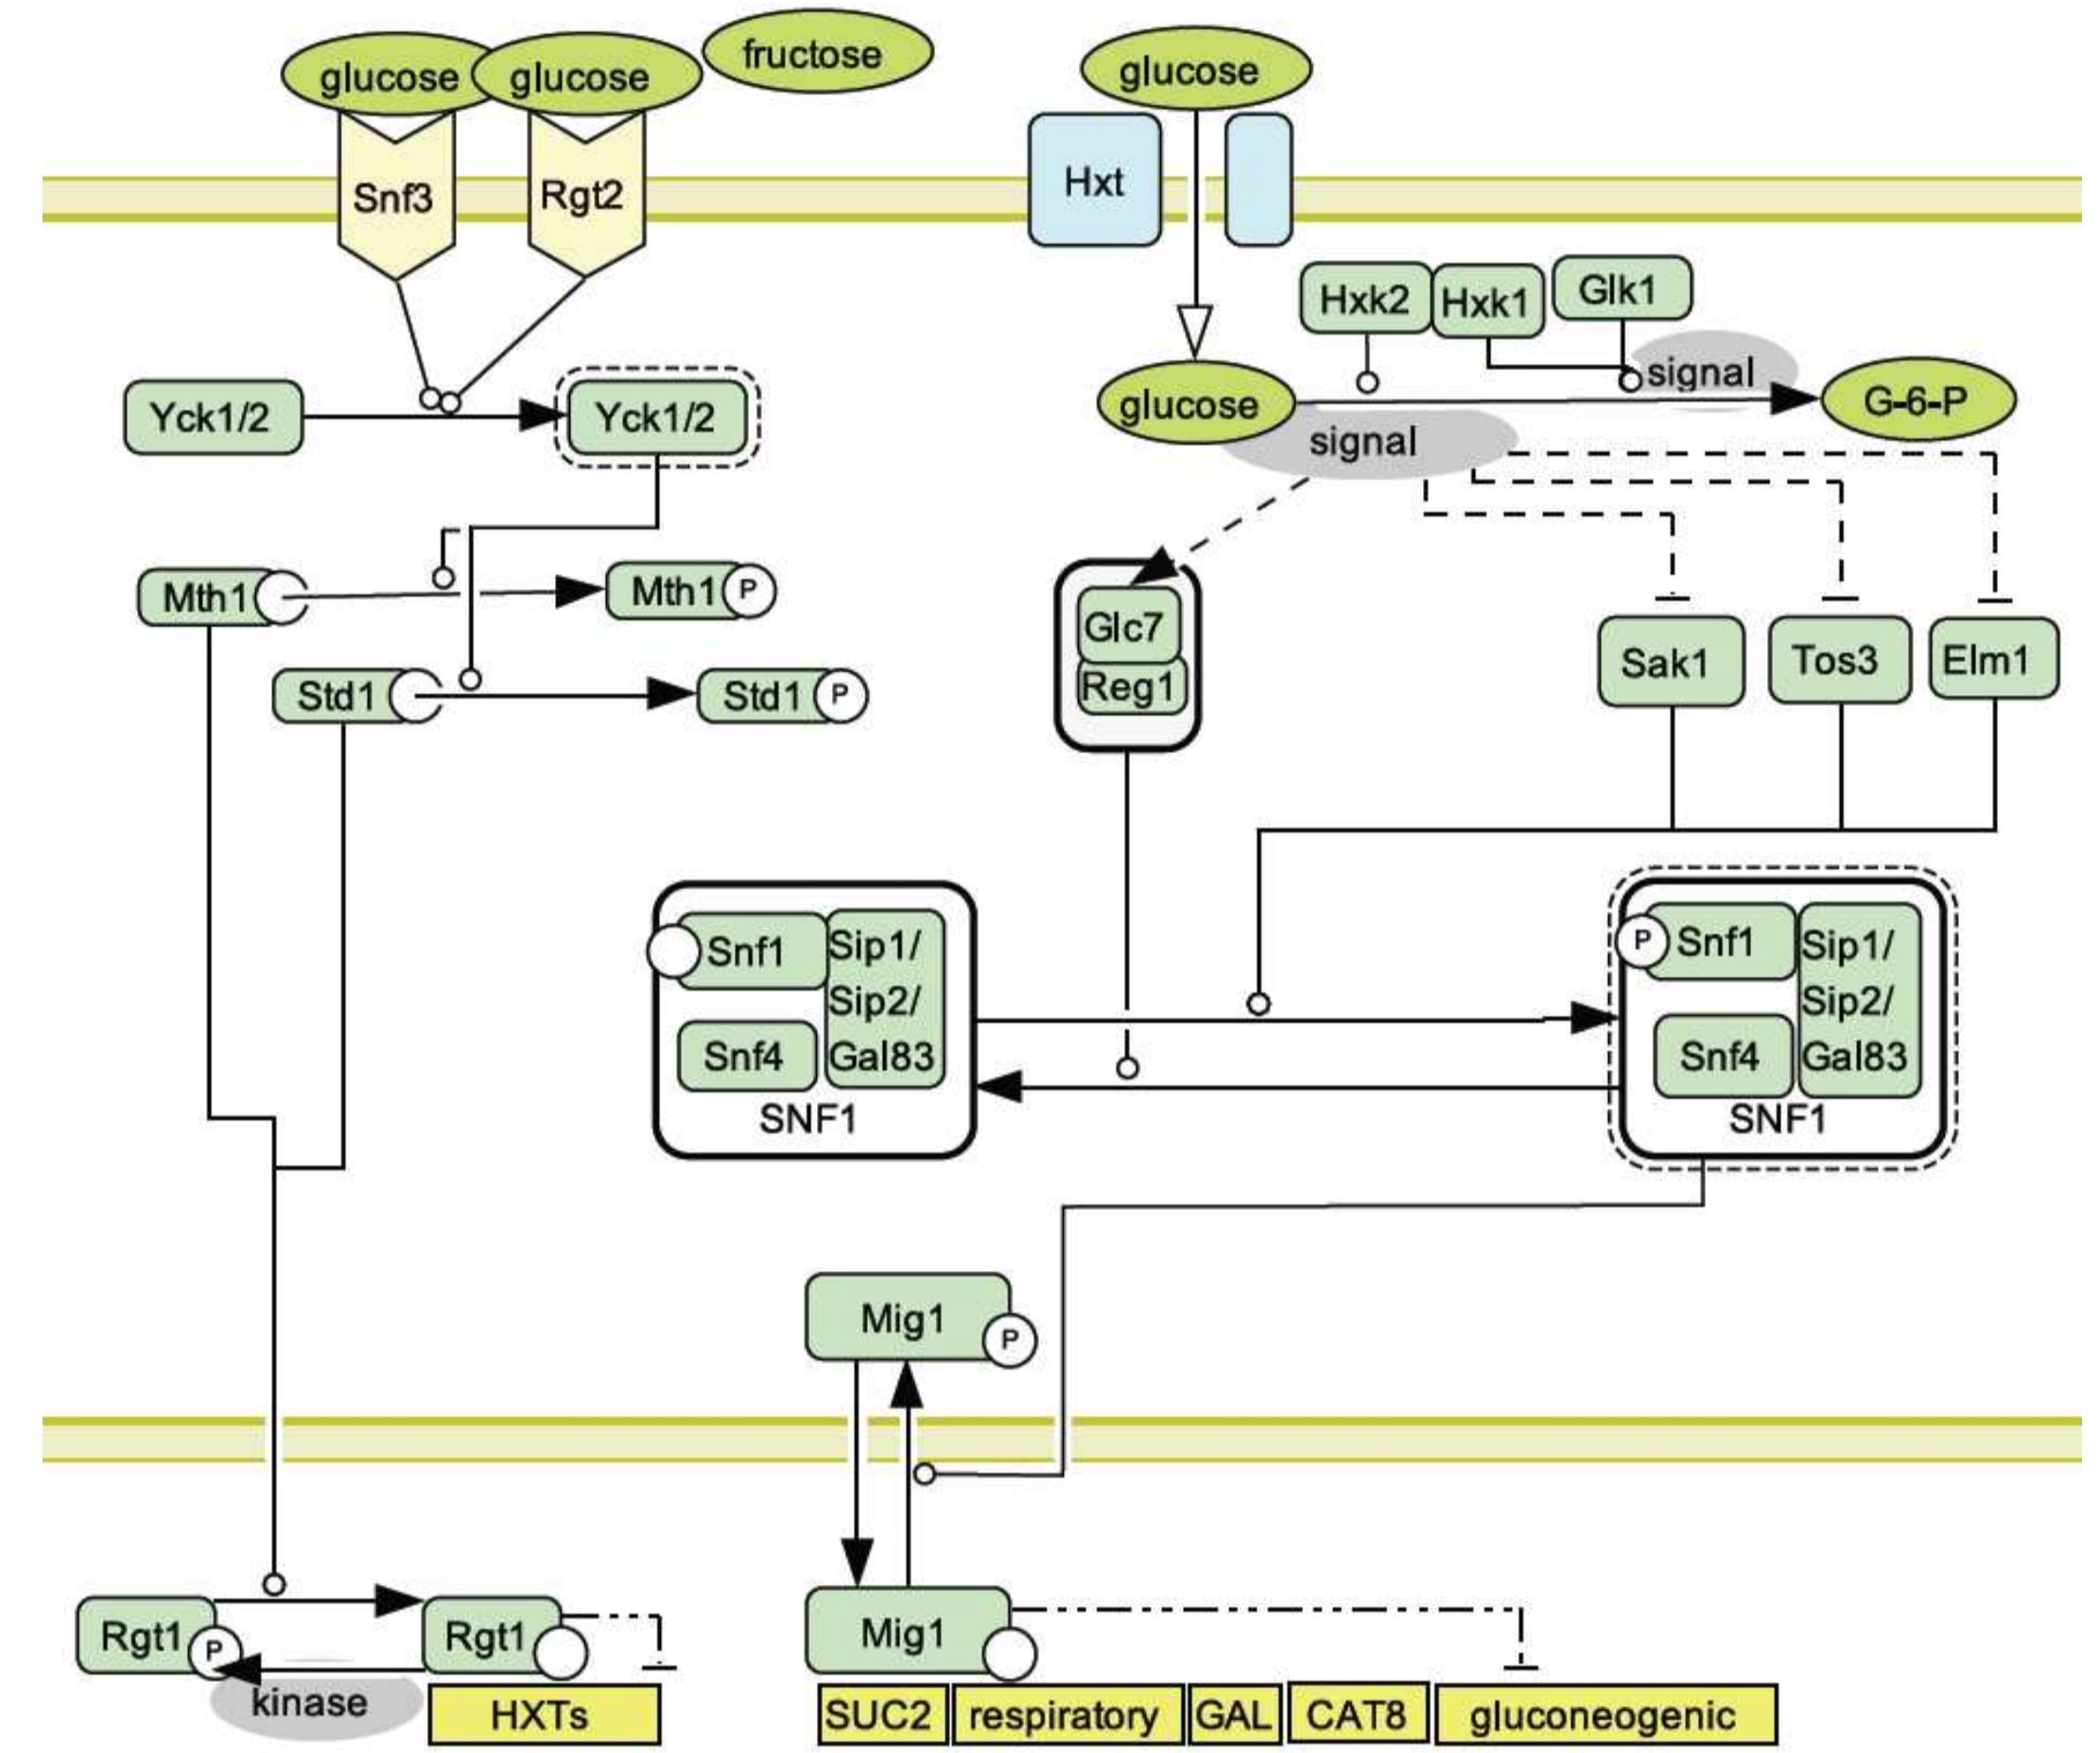 glucose
glucose
fructose
glucose
Snf3
Rgt2
Hxt
Hxk2
Hxk1
Glk1
signal
Yck1/2
Yck1/2
glucose
G-6-P
signal
Mth1
Mth1
P
Glc7
Reg1
Sak1
Tos3
Elm1
Std1
Std1
P
Snf1
Sip1/
Sip2/
Gal83
Snf4
SNF1
P
Snf1
Sip1/
Sip2/
Gal83
Snf4
SNF1
Mig1
P
Rgt1
P
Rgt1
kinase
HXTs
Mig1
SUC2
respiratory
GAL
CAT8
gluconeogenic